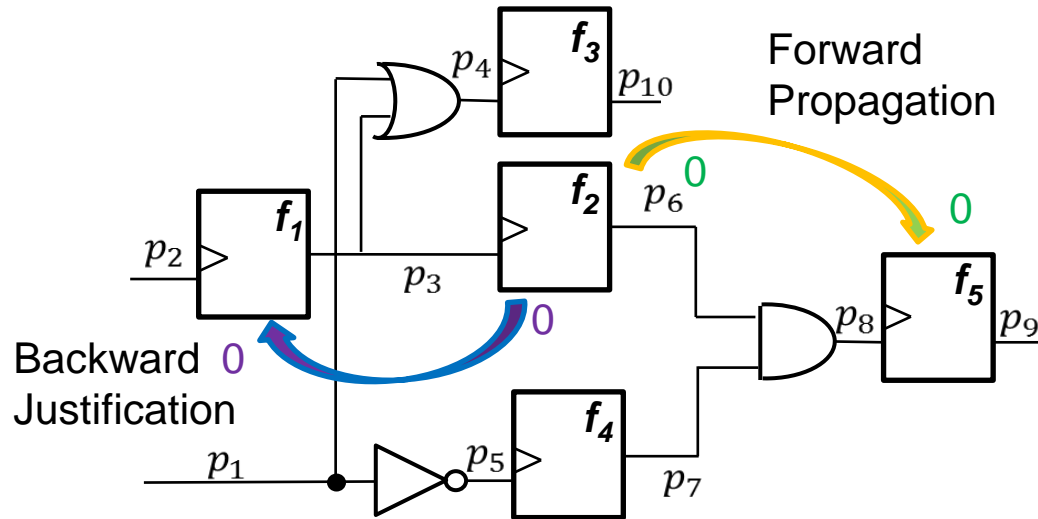 f₃
Forward
Propagation
p₄
p₁₀
0
p₆
0
f₂
f₁
p₂
p₃
f₅
p₈
p₉
0
Backward 0
Justification
f₄
p₁
p₅
p₇